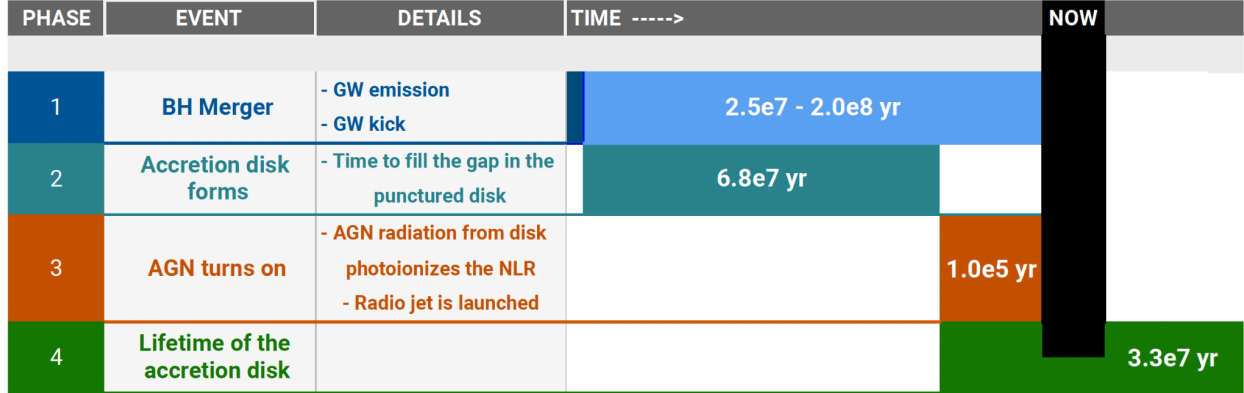 PHASE EVENT DETAILS TIME -----> NOW
1 BH Merger - GW emission
- GW kick
2.5e7 - 2.0e8 yr
2 Accretion disk
forms
- Time to fill the gap in the
punctured disk
6.8e7 yr
3 AGN turns on
- AGN radiation from disk
photoionizes the NLR
- Radio jet is launched
1.0e5 yr
4 Lifetime of the
accretion disk
3.3e7 yr